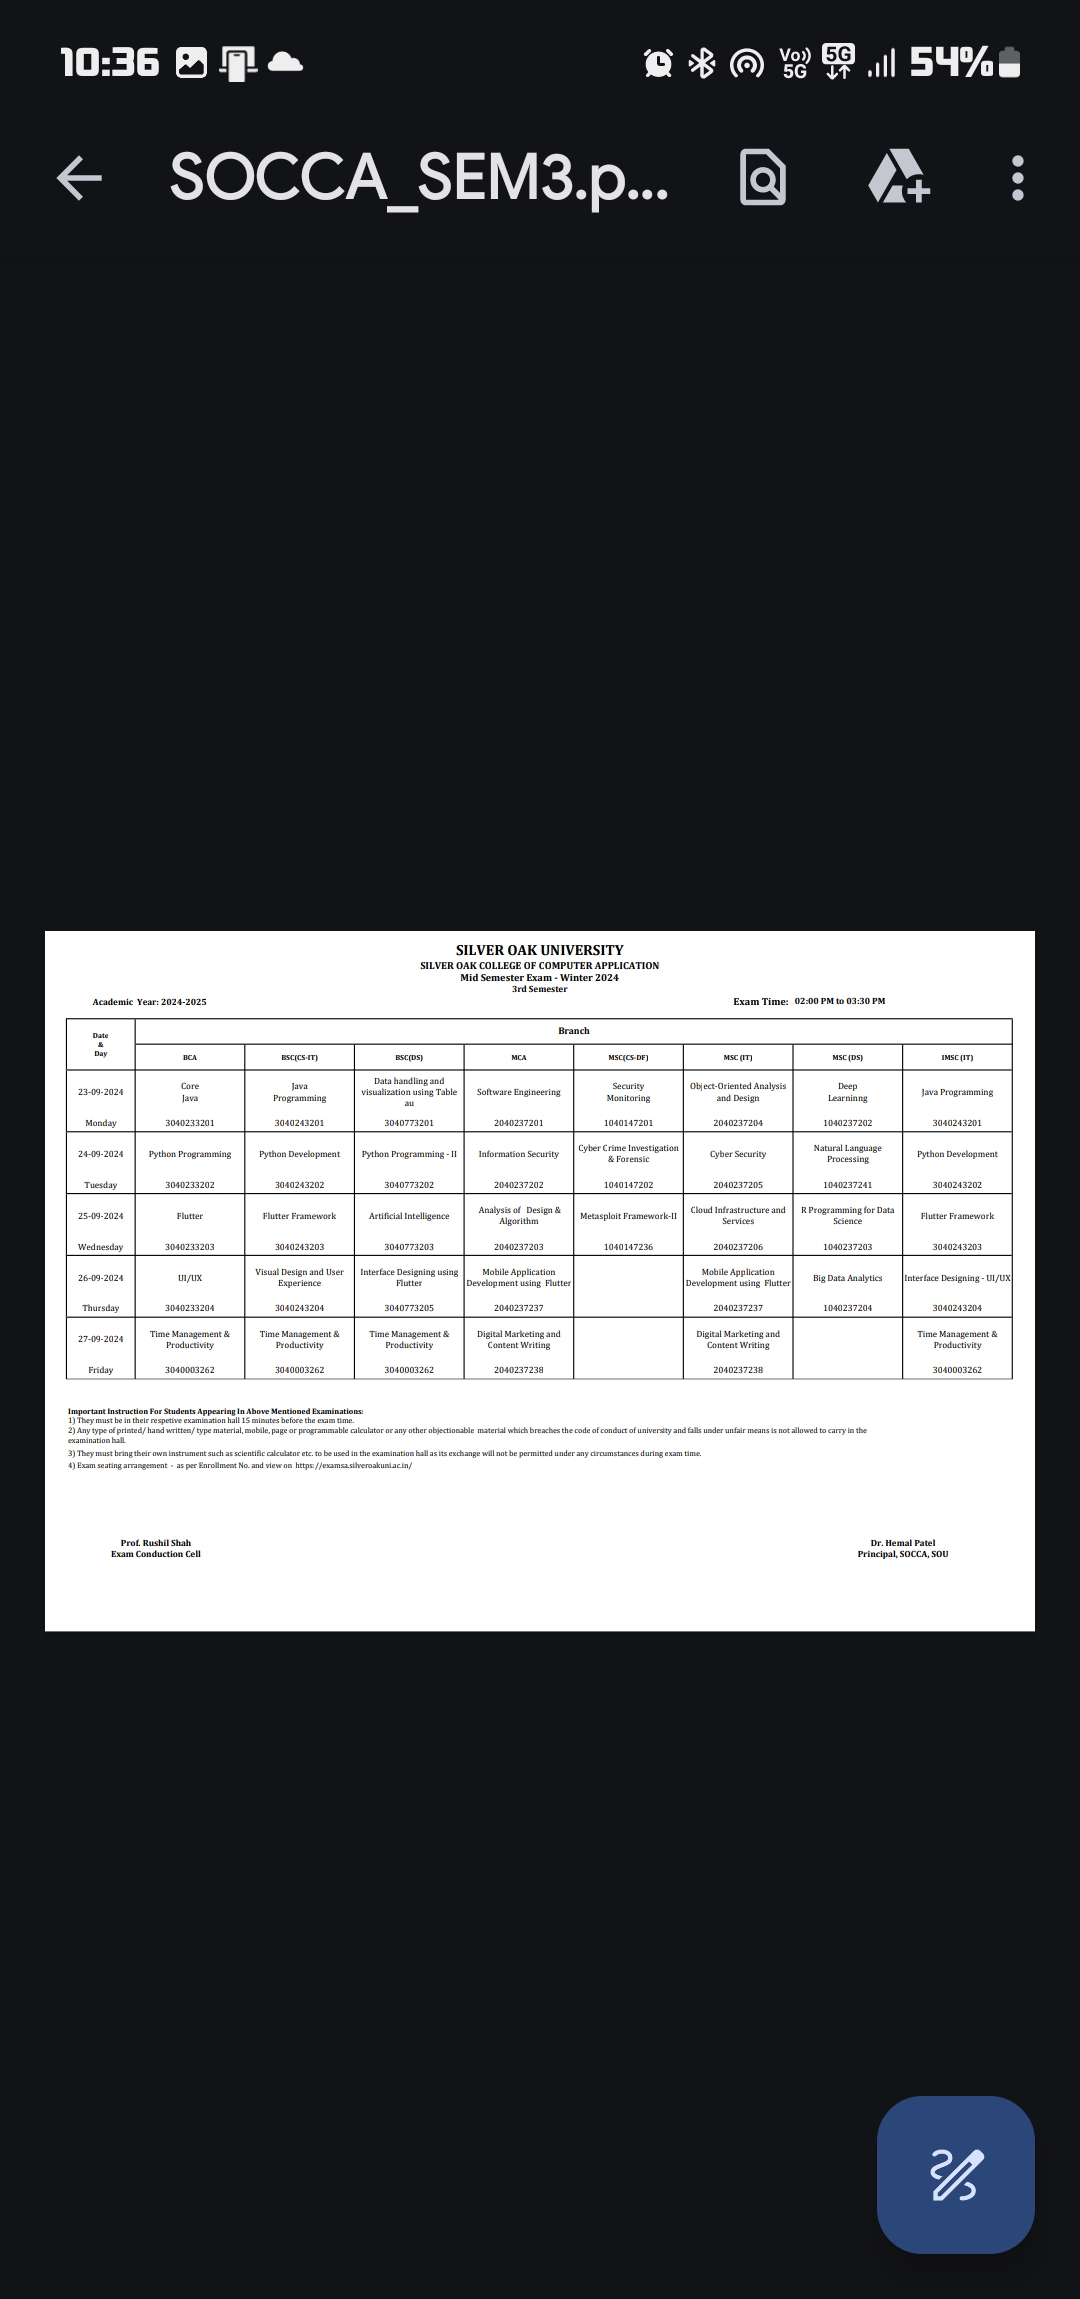 10:36
Vo)) 5G
5G
54%
SOCCA_SEM3.p...
SILVER OAK UNIVERSITY
SILVER OAK COLLEGE OF COMPUTER APPLICATION
Mid Semester Exam - Winter 2024
3rd Semester
Academic Year: 2024-2025 Exam Time: 02:00 PM to 03:30 PM
Date & Day
Branch
BCA BSC(CS-IT) BSC(DS) MCA MSC(CS-DF) MSC (IT) MSC (DS) IMSC (IT)
23-09-2024 Core Java Java Programming Data handling and visualization using Table au Software Engineering Security Monitoring Object-Oriented Analysis and Design Deep Learninng Java Programming
Monday 3040233201 3040243201 3040773201 2040237201 1040147201 2040237204 1040237202 3040243201
24-09-2024 Python Programming Python Development Python Programming - II Information Security Cyber Crime Investigation & Forensic Cyber Security Natural Language Processing Python Development
Tuesday 3040233202 3040243202 3040773202 2040237202 1040147202 2040237205 1040237241 3040243202
25-09-2024 Flutter Flutter Framework Artificial Intelligence Analysis of Design & Algorithm Metasploit Framework-II Cloud Infrastructure and Services R Programming for Data Science Flutter Framework
Wednesday 3040233203 3040243203 3040773203 2040237203 1040147236 2040237206 1040237203 3040243203
26-09-2024 UI/UX Visual Design and User Experience Interface Designing using Flutter Mobile Application Development using Flutter Mobile Application Development using Flutter Big Data Analytics Interface Designing - UI/UX
Thursday 3040233204 3040243204 3040773205 2040237237 2040237237 1040237204 3040243204
27-09-2024 Time Management & Productivity Time Management & Productivity Time Management & Productivity Digital Marketing and Content Writing Digital Marketing and Content Writing Time Management & Productivity
Friday 3040003262 3040003262 3040003262 2040237238 2040237238 3040003262
Important Instruction For Students Appearing In Above Mentioned Examinations:
1) They must be in their respetive examination hall 15 minutes before the exam time.
2) Any type of printed/ hand written/ type material, mobile, page or programmable calculator or any other objectionable material which breaches the code of conduct of university and falls under unfair means is not allowed to carry in the
examination hall.
3) They must bring their own instrument such as scientific calculator etc. to be used in the examination hall as its exchange will not be permitted under any circumstances during exam time.
4) Exam seating arrangement - as per Enrollment No. and view on https://examsa.silveroakuni.ac.in/
Prof. Rushil Shah Dr. Hemal Patel
Exam Conduction Cell Principal, SOCCA, SOU